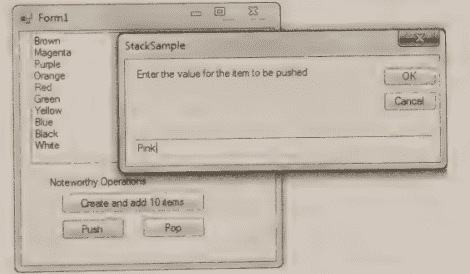 Form1
Brown
Magenta
Purple
Orange
Red
Green
Yellow
Blue
Black
White
Noteworthy Operations
Create and add 10 items
Push
Pop
StackSample
Enter the value for the item to be pushed
OK
Cancel
Pink